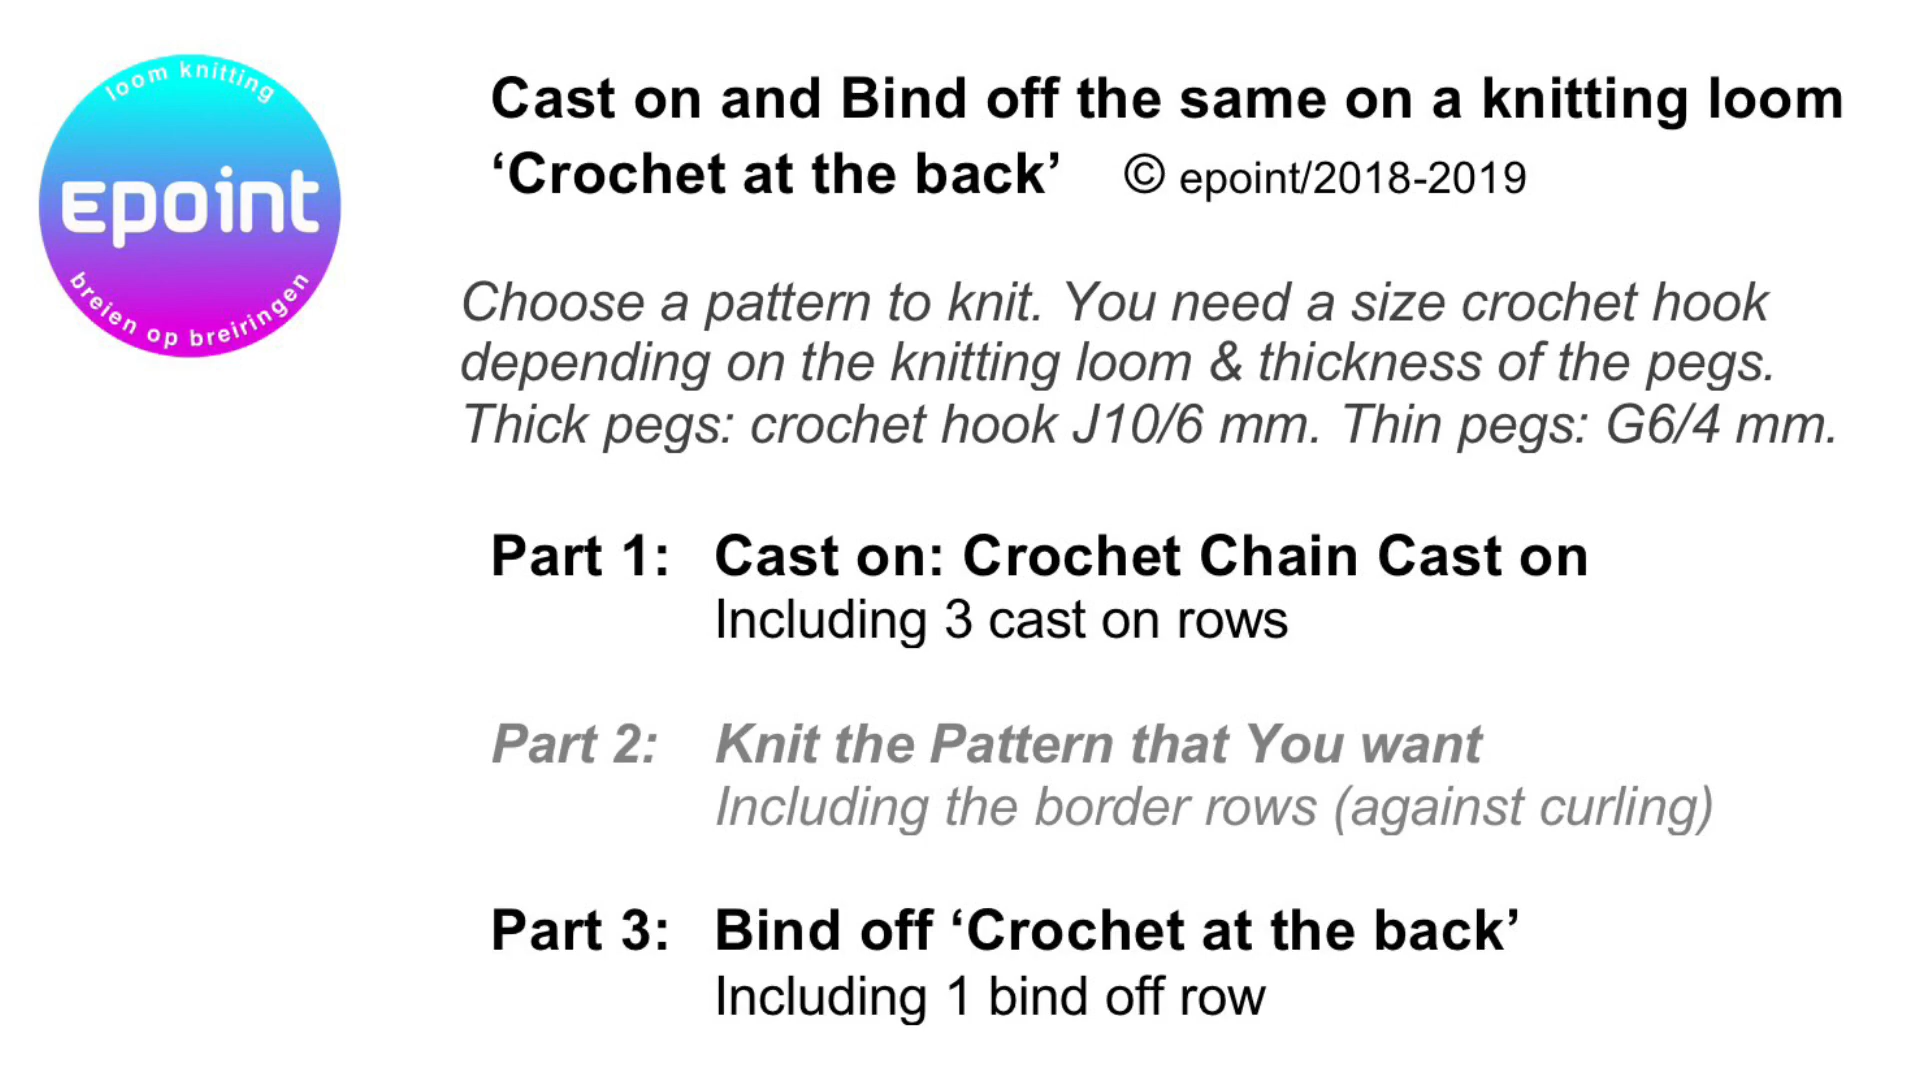 loom knitting
Epoint
breien op breiringen
Cast on and Bind off the same on a knitting loom
‘Crochet at the back’ © epoint/2018-2019
Choose a pattern to knit. You need a size crochet hook
depending on the knitting loom & thickness of the pegs.
Thick pegs: crochet hook J10/6 mm. Thin pegs: G6/4 mm.
Part 1: Cast on: Crochet Chain Cast on
Including 3 cast on rows
Part 2: Knit the Pattern that You want
Including the border rows (against curling)
Part 3: Bind off ‘Crochet at the back’
Including 1 bind off row